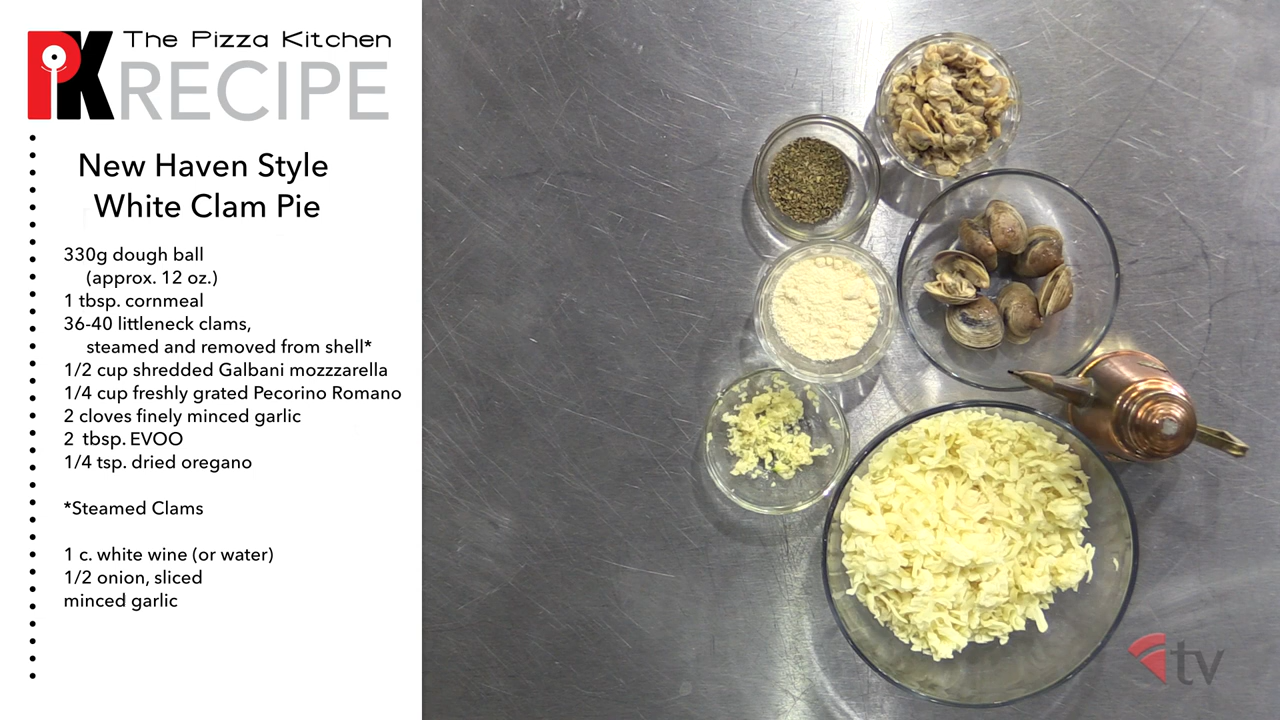 PK The Pizza Kitchen
RECIPE
New Haven Style
White Clam Pie
330g dough ball
(approx. 12 oz.)
1 tbsp. cornmeal
36-40 littleneck clams,
steamed and removed from shell*
1/2 cup shredded Galbani mozzzarella
1/4 cup freshly grated Pecorino Romano
2 cloves finely minced garlic
2 tbsp. EVOO
1/4 tsp. dried oregano
*Steamed Clams
1 c. white wine (or water)
1/2 onion, sliced
minced garlic
tv